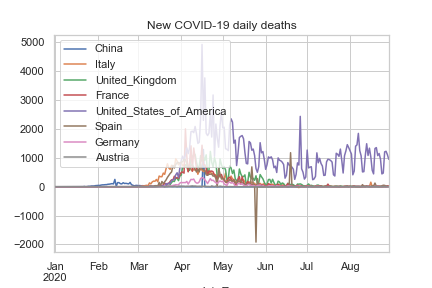 New COVID-19 daily deaths
5000
4000
3000
2000
1000
0
−1000
−2000
China
Italy
United_Kingdom
France
United_States_of_America
Spain
Germany
Austria
Jan Feb Mar Apr May Jun Jul Aug
2020